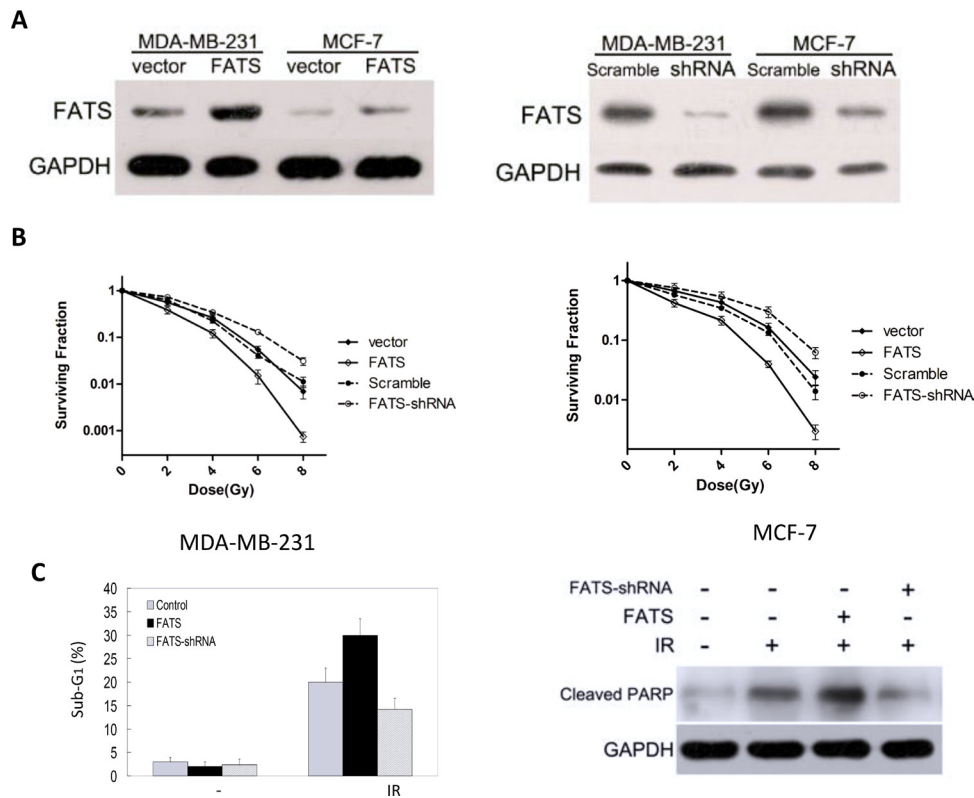 A
MDA-MB-231 MCF-7
vector FATS vector FATS
FATS
GAPDH
MDA-MB-231 MCF-7
Scramble shRNA Scramble shRNA
FATS
GAPDH
B
Surviving Fraction
1
0.1
0.01
0.001
0 2 4 6 8
Dose(Gy)
vector
FATS
Scramble
FATS-shRNA
MDA-MB-231
Surviving Fraction
1
0.1
0.01
0 2 4 6 8
Dose(Gy)
vector
FATS
Scramble
FATS-shRNA
MCF-7
C
Sub-G1 (%)
40
35
30
25
20
15
10
5
0
Control
FATS
FATS-shRNA
- IR
FATS-shRNA - - - +
FATS - - + -
IR - + + +
Cleaved PARP
GAPDH